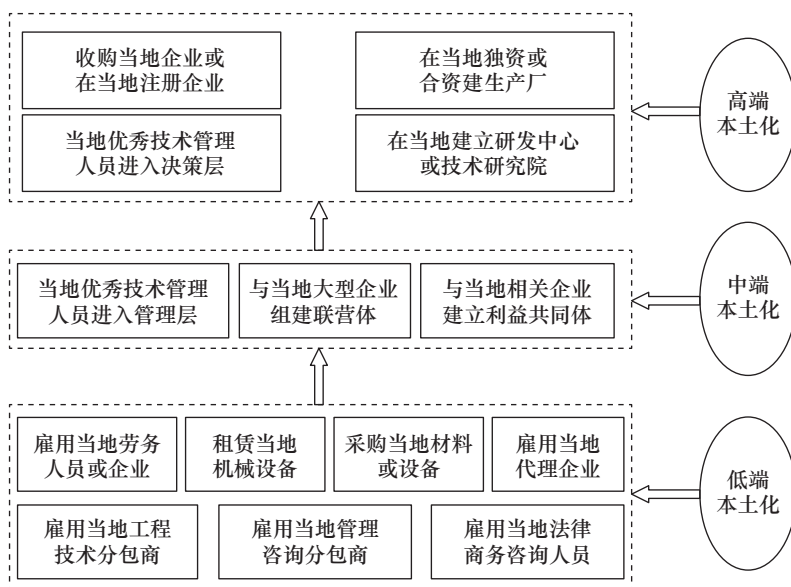 收购当地企业或
在当地注册企业
在当地独资或
合资建生产厂
当地优秀技术管理
人员进入决策层
在当地建立研发中心
或技术研究院
高端
本土化
当地优秀技术管理
人员进入管理层
与当地大型企业
组建联营体
与当地相关企业
建立利益共同体
中端
本土化
雇用当地劳务
人员或企业
租赁当地
机械设备
采购当地材料
或设备
雇用当地
代理企业
雇用当地工程
技术分包商
雇用当地管理
咨询分包商
雇用当地法律
商务咨询人员
低端
本土化